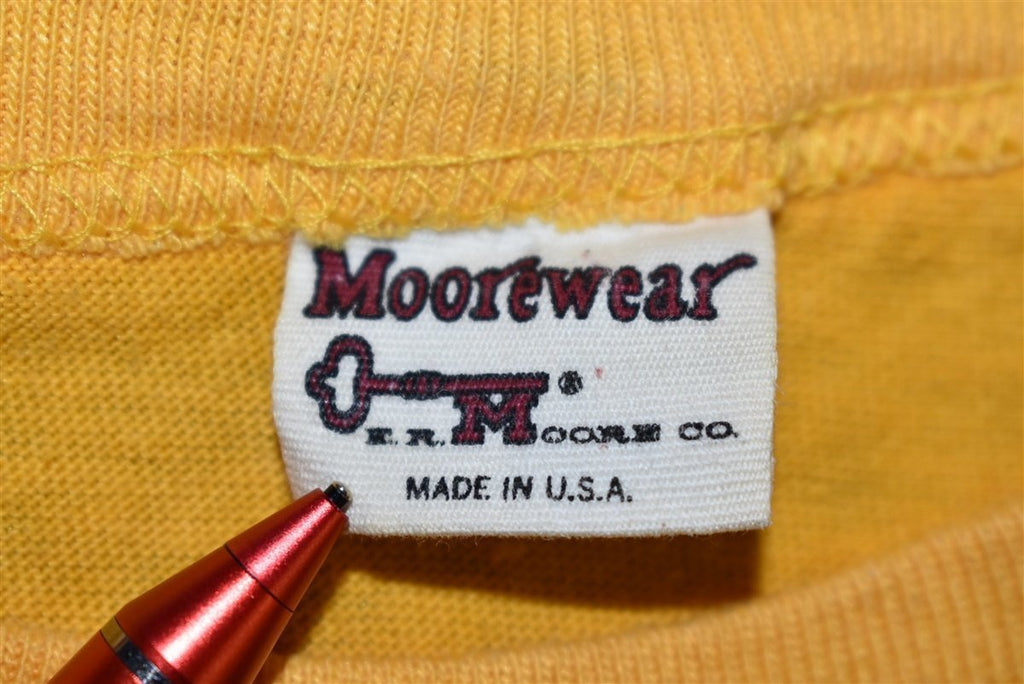 Moorewear
®
E. R. MOORE CO.
MADE IN U.S.A.